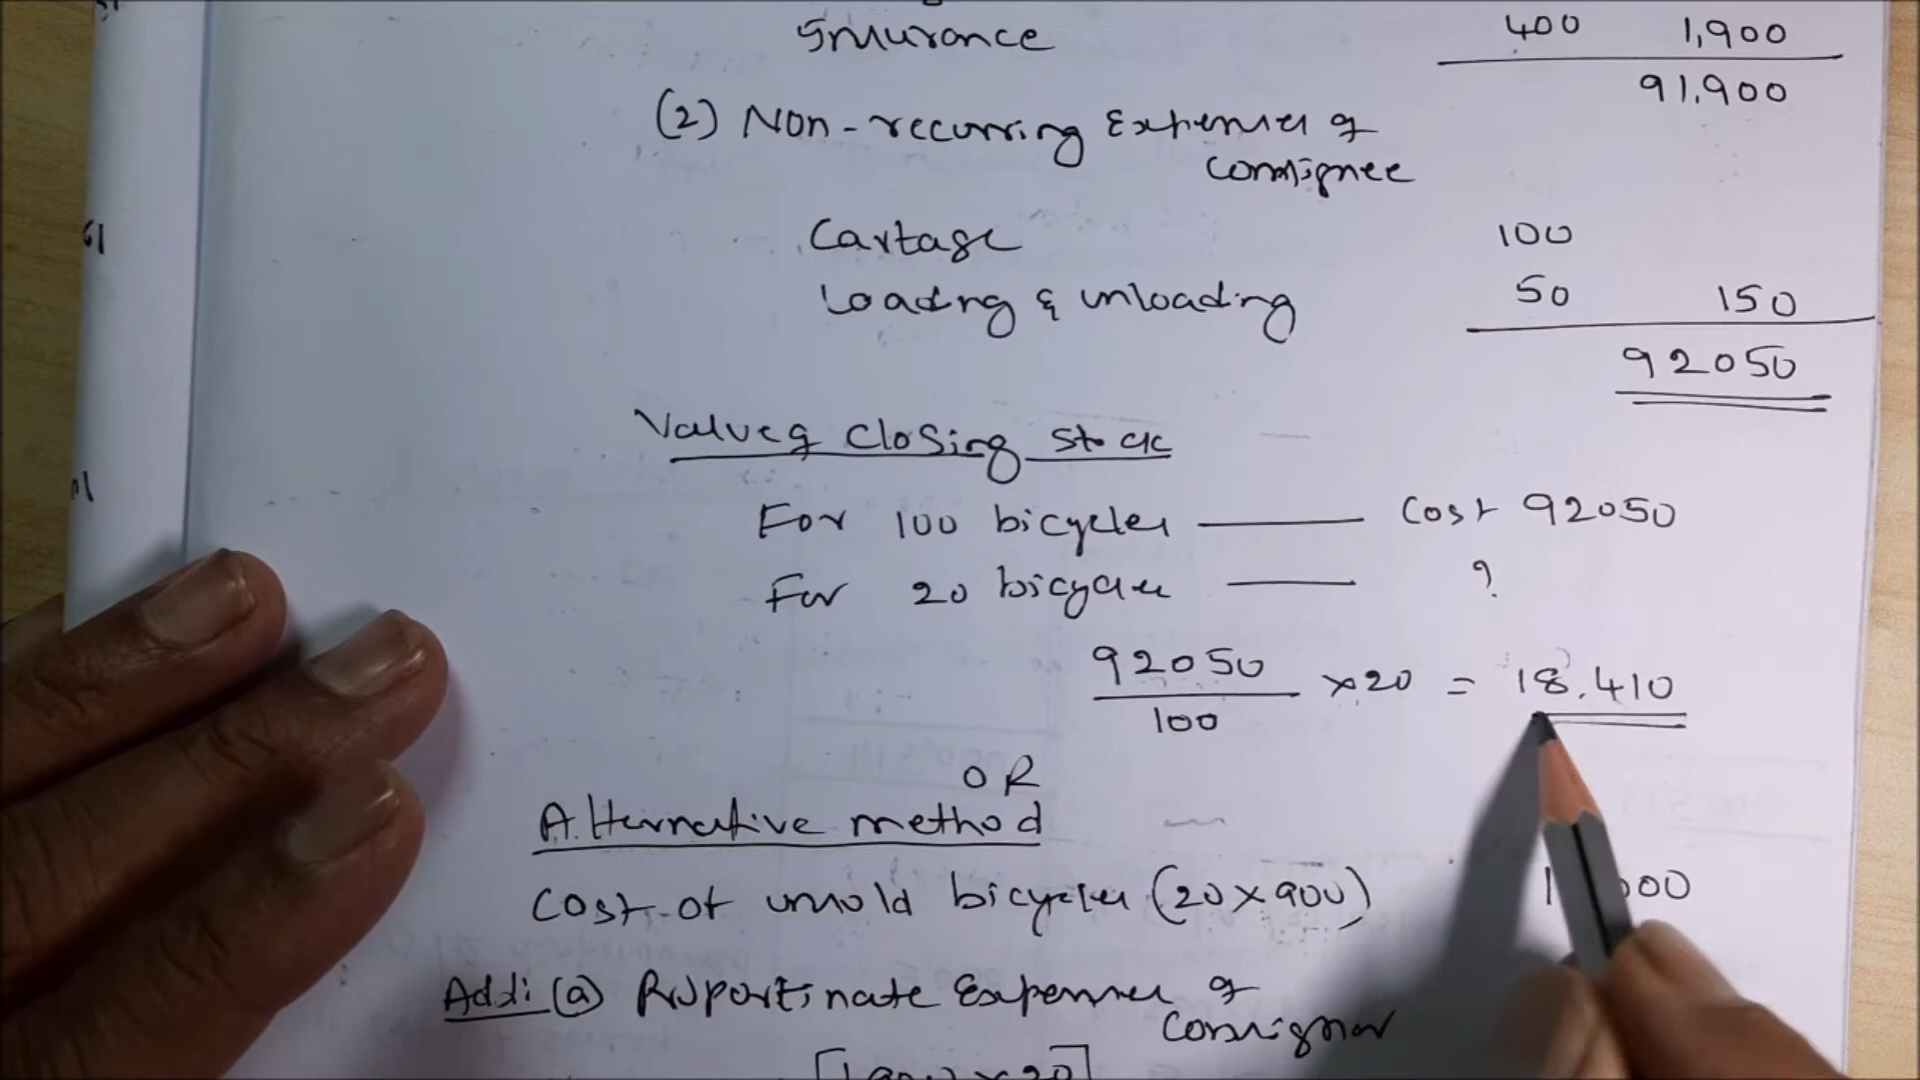 Insurance 400 1,900
91,900
(2) Non-recurring Expenses of
consignee
Cartage 100
Loading & unloading 50 150
92050
Value of Closing Stock
For 100 bicycles — Cost 92050
For 20 bicycles — ?
92050
100
×20 = 18,410
OR
Alternative method
Cost of unsold bicycles (20×900)
Add: (a) Proportinate Expenses of
Consignor